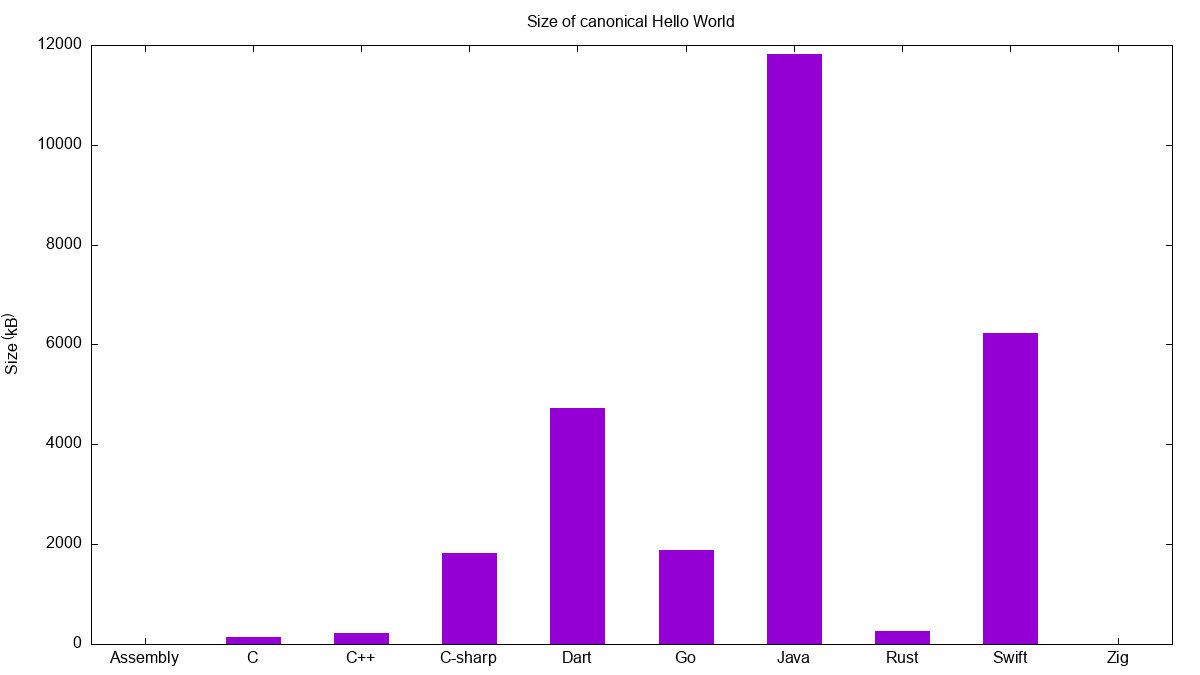 Size of canonical Hello World
12000
10000
8000
6000
4000
2000
0
Size (kB)
Assembly C C++ C-sharp Dart Go Java Rust Swift Zig